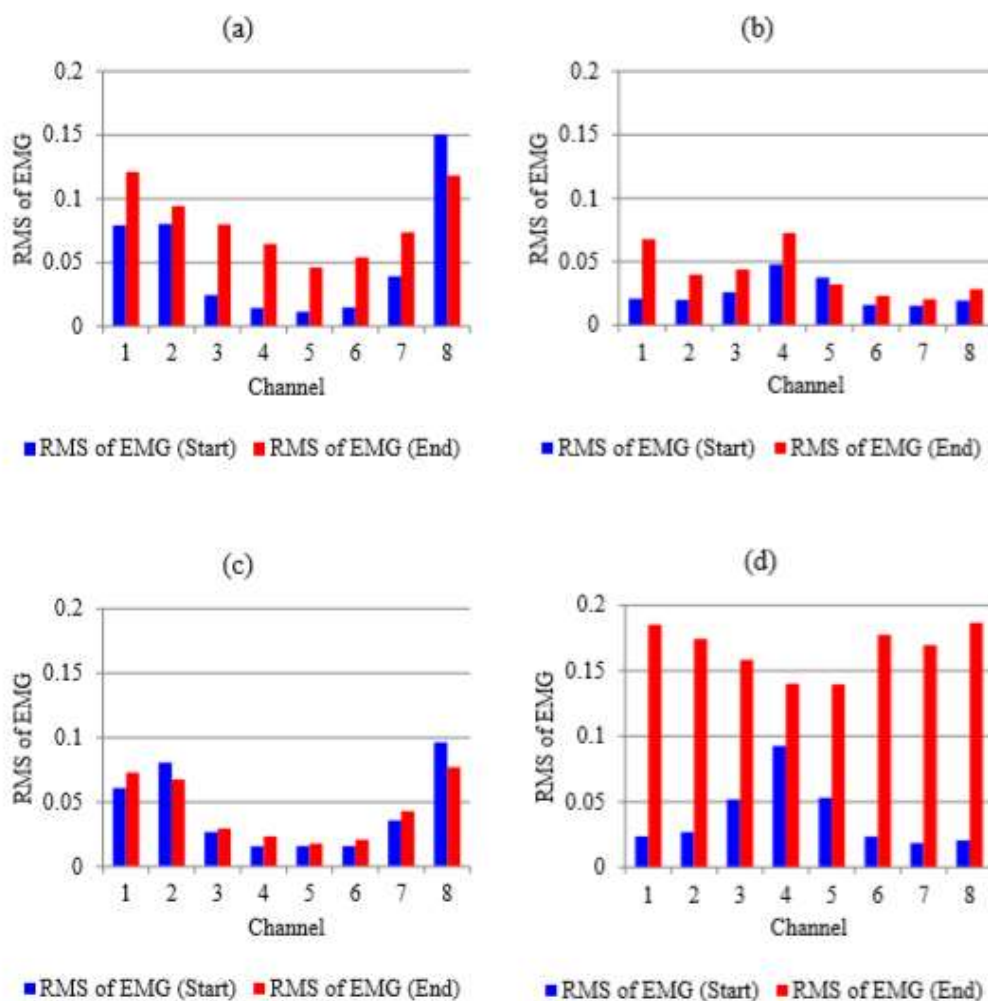 (a)
0.2
0.15
0.1
0.05
0
RMS of EMG
1 2 3 4 5 6 7 8
Channel
RMS of EMG (Start) RMS of EMG (End)
(b)
0.2
0.15
0.1
0.05
0
RMS of EMG
1 2 3 4 5 6 7 8
Channel
RMS of EMG (Start) RMS of EMG (End)
(c)
0.2
0.15
0.1
0.05
0
RMS of EMG
1 2 3 4 5 6 7 8
Channel
RMS of EMG (Start) RMS of EMG (End)
(d)
0.2
0.15
0.1
0.05
0
RMS of EMG
1 2 3 4 5 6 7 8
Channel
RMS of EMG (Start) RMS of EMG (End)